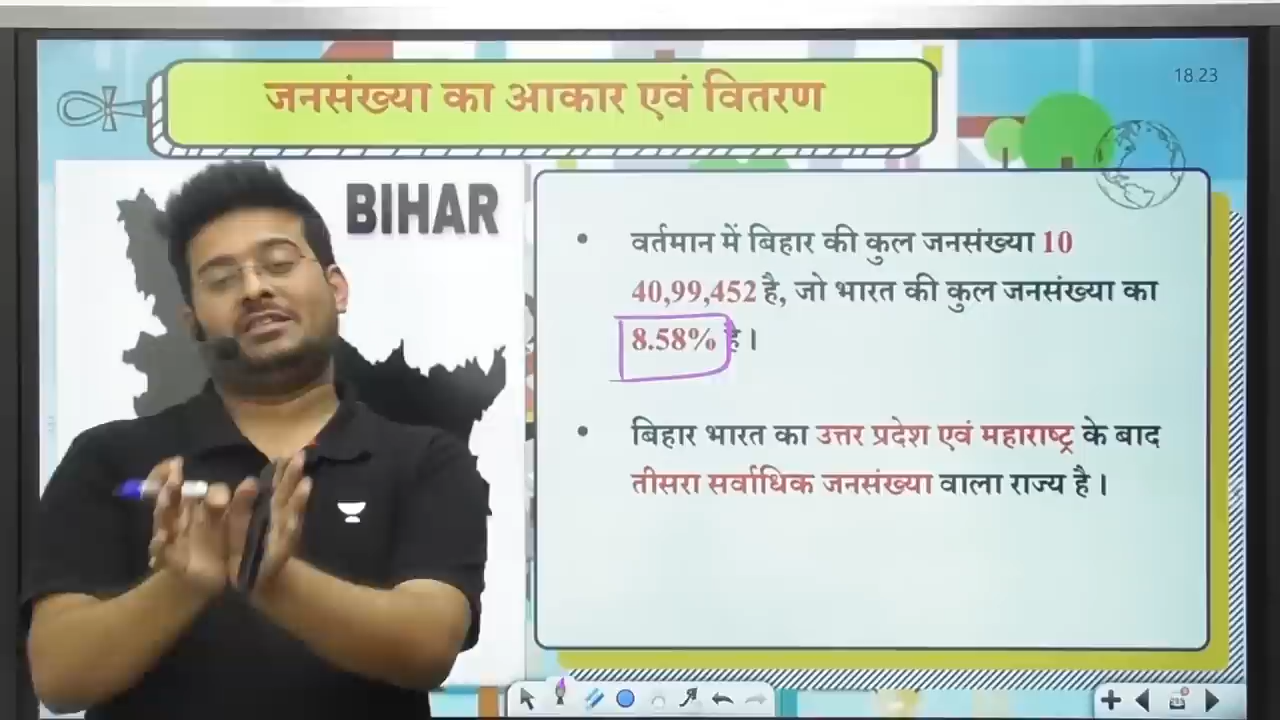 जनसंख्या का आकार एवं वितरण
18.23
BIHAR
• वर्तमान में बिहार की कुल जनसंख्या 10
40,99,452 है, जो भारत की कुल जनसंख्या का
8.58% है।
• बिहार भारत का उत्तर प्रदेश एवं महाराष्ट्र के बाद
तीसरा सर्वाधिक जनसंख्या वाला राज्य है।